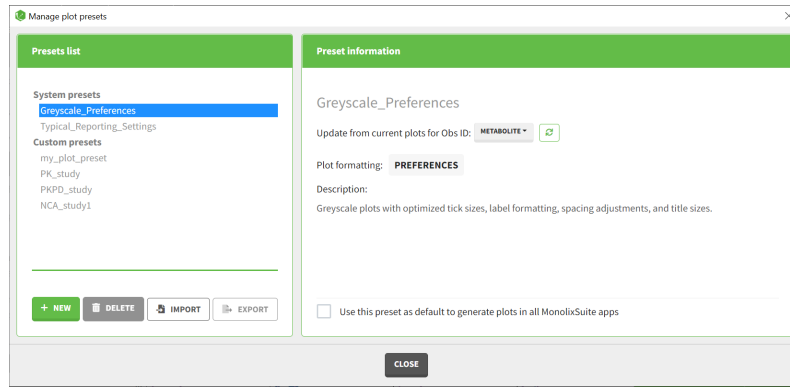 Manage plot presets
Presets list
System presets
Greyscale_Preferences
Typical_Reporting_Settings
Custom presets
my_plot_preset
PK_study
PKPD_study
NCA_study1
+ NEW
DELETE
IMPORT
EXPORT
Preset information
Greyscale_Preferences
Update from current plots for Obs ID: METABOLITE
Plot formatting: PREFERENCES
Description:
Greyscale plots with optimized tick sizes, label formatting, spacing adjustments, and title sizes.
Use this preset as default to generate plots in all MonolixSuite apps
CLOSE